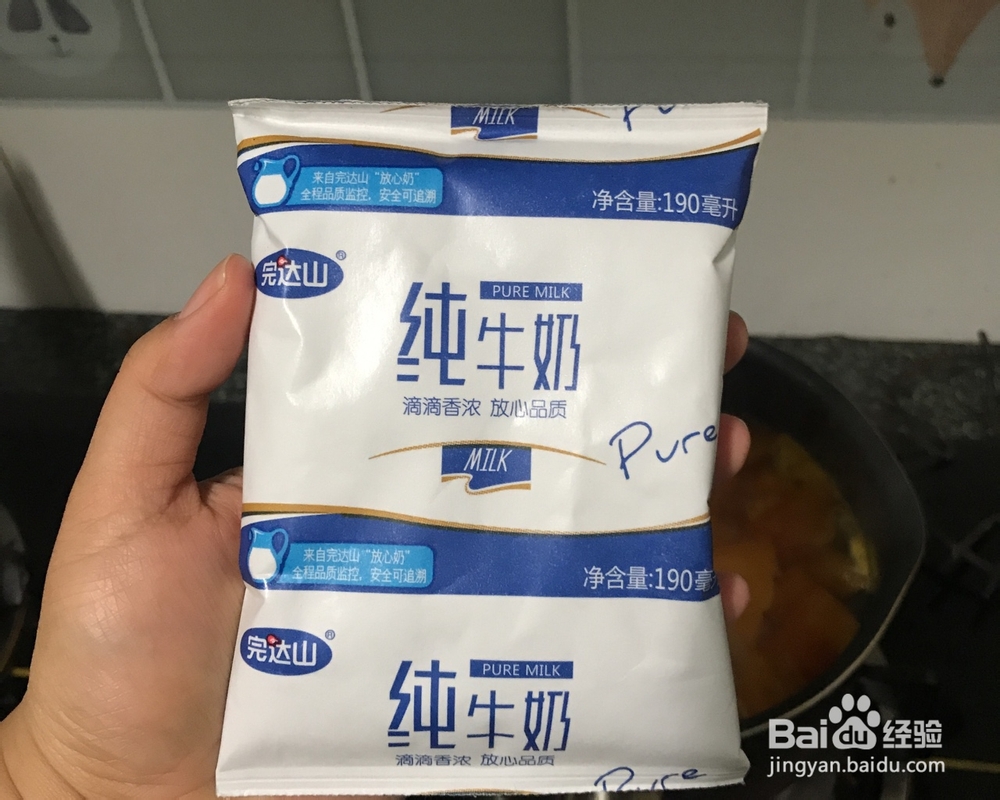 MILK
Pure
来自完达山“放心奶”
全程品质监控，安全可追溯
净含量:190毫升
完达山®
PURE MILK
纯牛奶
滴滴香浓 放心品质
Pure
MILK
来自完达山“放心奶”
全程品质监控，安全可追溯
净含量:190毫升
完达山®
PURE MILK
纯牛奶
滴滴香浓 放心品质
Pure
Baidu经验
jingyan.baidu.com